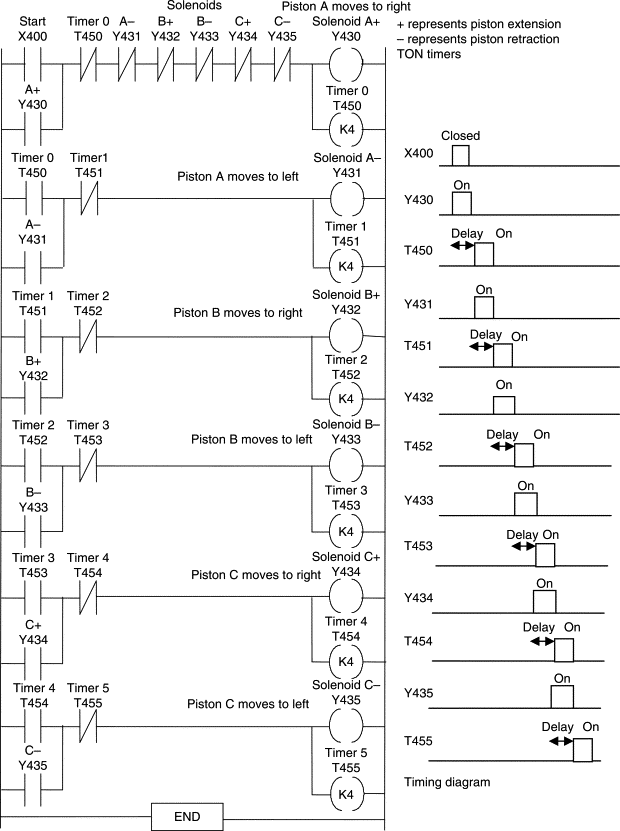 Solenoids
Piston A moves to right
Start Timer 0 A– B+ B– C+ C– Solenoid A+
X400 T450 Y431 Y432 Y433 Y434 Y435 Y430
+ represents piston extension
– represents piston retraction
TON timers
A+ Timer 0
Y430 T450
K4
Timer 0 Timer1 Solenoid A–
T450 T451 Piston A moves to left Y431
A– Timer 1
Y431 T451
K4
Timer 1 Timer 2 Solenoid B+
T451 T452 Piston B moves to right Y432
B+ Timer 2
Y432 T452
K4
Timer 2 Timer 3 Solenoid B–
T452 T453 Piston B moves to left Y433
B– Timer 3
Y433 T453
K4
Timer 3 Timer 4 Solenoid C+
T453 T454 Piston C moves to right Y434
C+ Timer 4
Y434 T454
K4
Timer 4 Timer 5 Solenoid C–
T454 T455 Piston C moves to left Y435
C– Timer 5
Y435 T455
K4
END
Closed
X400
On
Y430
Delay On
T450
On
Y431
Delay On
T451
On
Y432
Delay On
T452
On
Y433
Delay On
T453
On
Y434
Delay On
T454
On
Y435
Delay On
T455
Timing diagram